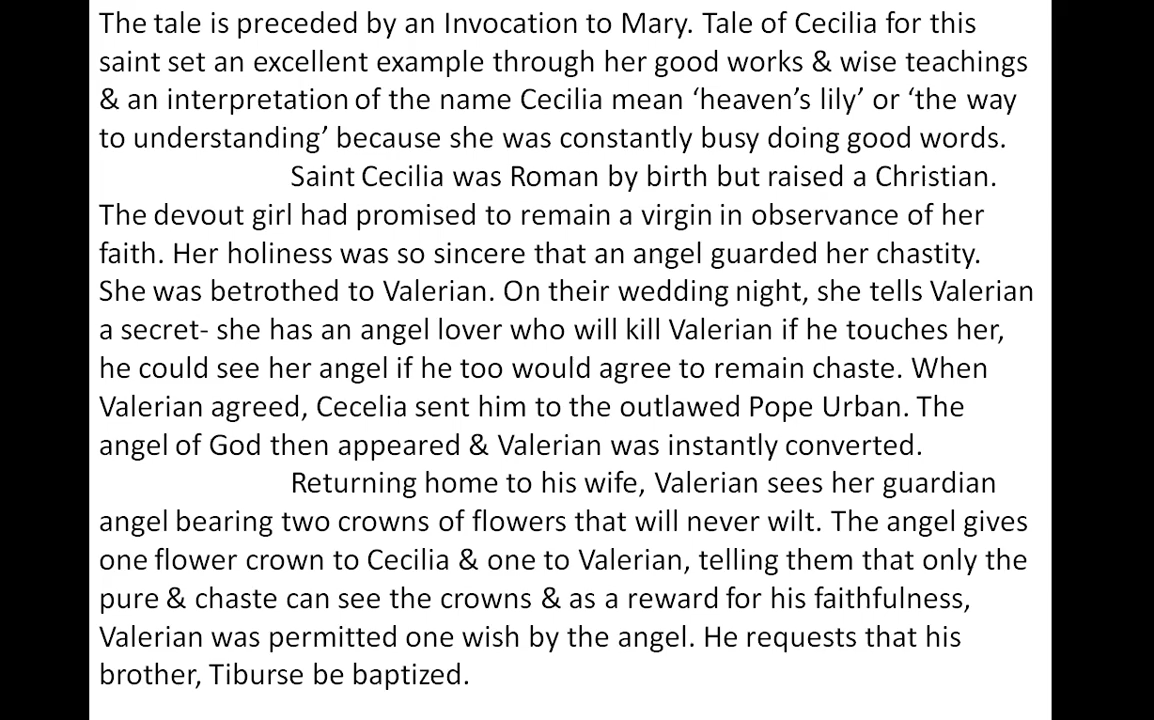 The tale is preceded by an Invocation to Mary. Tale of Cecilia for this
saint set an excellent example through her good works & wise teachings
& an interpretation of the name Cecilia mean ‘heaven’s lily’ or ‘the way
to understanding’ because she was constantly busy doing good words.
Saint Cecilia was Roman by birth but raised a Christian.
The devout girl had promised to remain a virgin in observance of her
faith. Her holiness was so sincere that an angel guarded her chastity.
She was betrothed to Valerian. On their wedding night, she tells Valerian
a secret- she has an angel lover who will kill Valerian if he touches her,
he could see her angel if he too would agree to remain chaste. When
Valerian agreed, Cecelia sent him to the outlawed Pope Urban. The
angel of God then appeared & Valerian was instantly converted.
Returning home to his wife, Valerian sees her guardian
angel bearing two crowns of flowers that will never wilt. The angel gives
one flower crown to Cecilia & one to Valerian, telling them that only the
pure & chaste can see the crowns & as a reward for his faithfulness,
Valerian was permitted one wish by the angel. He requests that his
brother, Tiburse be baptized.